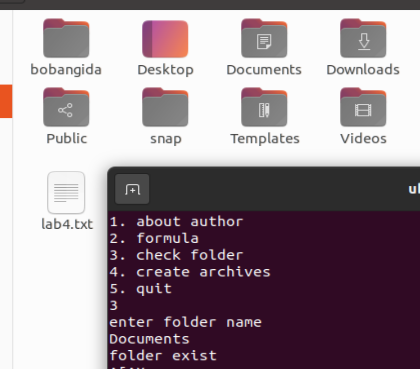 bobangida Desktop Documents Downloads
Public snap Templates Videos
lab4.txt
1. about author
2. formula
3. check folder
4. create archives
5. quit
3
enter folder name
Documents
folder exist